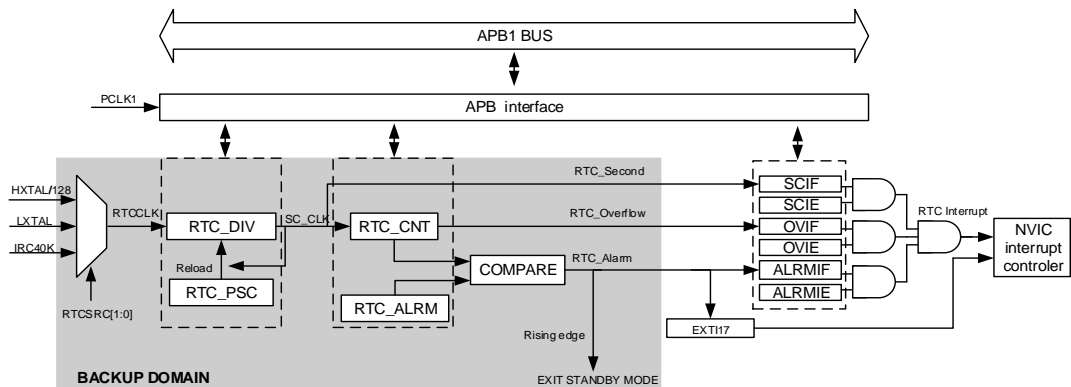 APB1 BUS
PCLK1
APB interface
HXTAL/128
LXTAL
IRC40K
RTCCLK
RTC_DIV
SC_CLK
RTC_CNT
Reload
RTC_PSC
RTC_ALRM
COMPARE
RTCSRC[1:0]
RTC_Second
RTC_Overflow
RTC_Alarm
SCIF
SCIE
OVIF
OVIE
ALRMIF
ALRMIE
RTC Interrupt
NVIC
interrupt
controler
EXTI17
Rising edge
EXIT STANDBY MODE
BACKUP DOMAIN